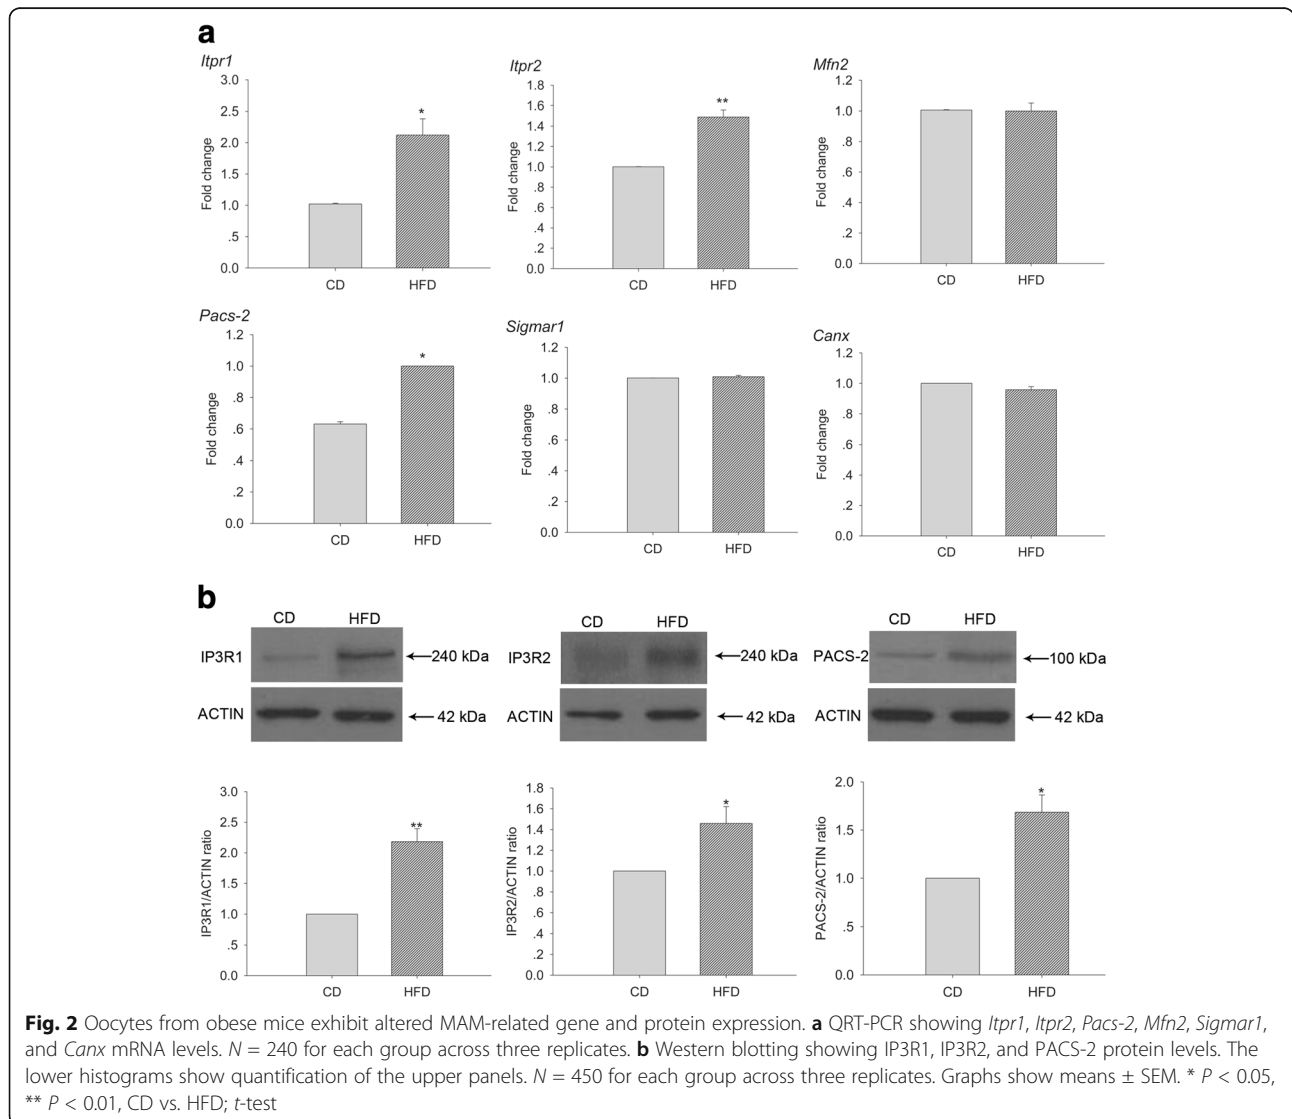 a
Itpr1
Fold change
3.0
2.5
2.0
1.5
1.0
.5
0.0
*
CD
HFD
Itpr2
Fold change
1.8
1.6
1.4
1.2
1.0
.8
.6
.4
.2
0.0
**
CD
HFD
Mfn2
Fold change
1.2
1.0
.8
.6
.4
.2
0.0
CD
HFD
Pacs-2
Fold change
1.2
1.0
.8
.6
.4
.2
0.0
*
CD
HFD
Sigmar1
Fold change
1.2
1.0
.8
.6
.4
.2
0.0
CD
HFD
Canx
Fold change
1.2
1.0
.8
.6
.4
.2
0.0
CD
HFD
b
CD HFD
IP3R1 240 kDa
ACTIN 42 kDa
CD HFD
IP3R2 240 kDa
ACTIN 42 kDa
CD HFD
PACS-2 100 kDa
ACTIN 42 kDa
IP3R1/ACTIN ratio
3.0
2.5
2.0
1.5
1.0
.5
0.0
**
CD
HFD
IP3R2/ACTIN ratio
1.8
1.6
1.4
1.2
1.0
.8
.6
.4
.2
0.0
*
CD
HFD
PACS-2/ACTIN ratio
2.0
1.5
1.0
.5
0.0
*
CD
HFD
Fig. 2 Oocytes from obese mice exhibit altered MAM-related gene and protein expression. a QRT-PCR showing Itpr1, Itpr2, Pacs-2, Mfn2, Sigmar1,
and Canx mRNA levels. N = 240 for each group across three replicates. b Western blotting showing IP3R1, IP3R2, and PACS-2 protein levels. The
lower histograms show quantification of the upper panels. N = 450 for each group across three replicates. Graphs show means ± SEM. * P < 0.05,
** P < 0.01, CD vs. HFD; t-test